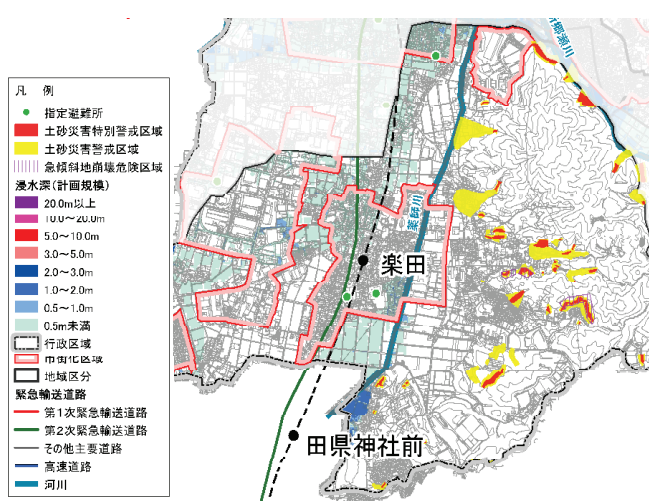 凡 例
指定避難所
土砂災害特別警戒区域
土砂災害警戒区域
急傾斜地崩壊危険区域
浸水深(計画規模)
20.0m以上
10.0～20.0m
5.0～10.0m
3.0～5.0m
2.0～3.0m
1.0～2.0m
0.5～1.0m
0.5m未満
行政区域
市街化区域
地域区分
緊急輸送道路
第1次緊急輸送道路
第2次緊急輸送道路
その他主要道路
高速道路
河川
郷瀬川
薬師川
楽田
田県神社前